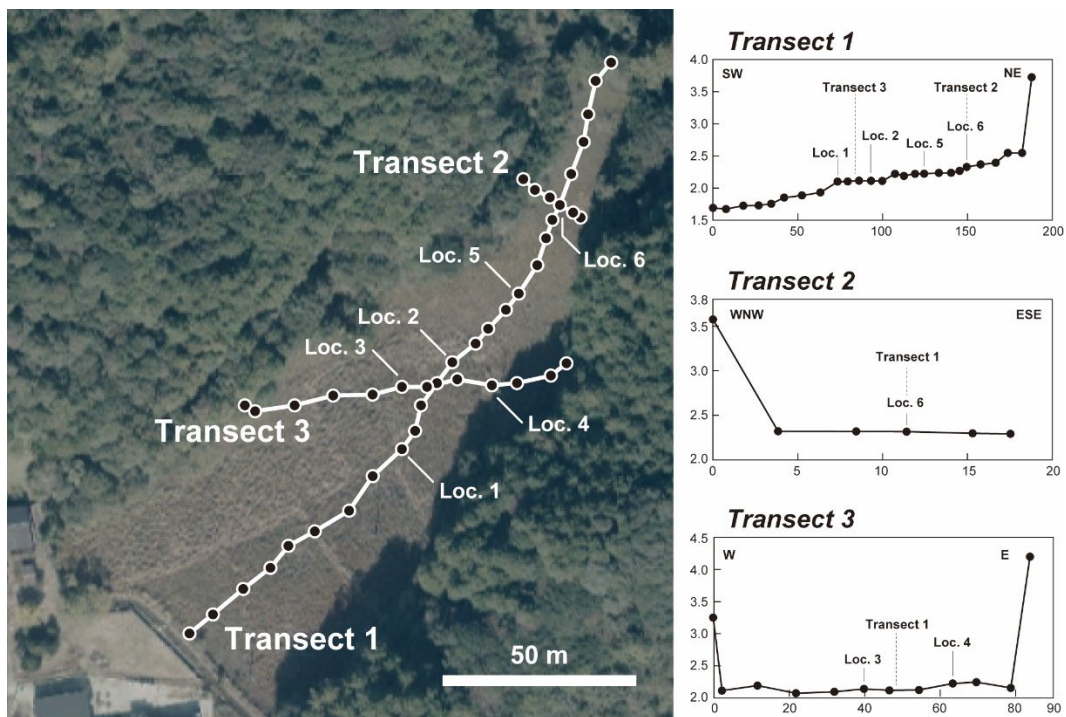 Transect 2
Loc. 5
Loc. 6
Loc. 2
Loc. 3
Transect 3
Loc. 4
Loc. 1
Transect 1
50 m
Transect 1
4.0
3.5
3.0
2.5
2.0
1.5
SW
NE
Transect 3
Transect 2
Loc. 1
Loc. 2
Loc. 5
Loc. 6
0 50 100 150 200
Transect 2
3.8
3.5
3.0
2.5
2.0
WNW
ESE
Transect 1
Loc. 6
0 5 10 15 20
Transect 3
4.5
4.0
3.5
3.0
2.5
2.0
W
E
Transect 1
Loc. 3
Loc. 4
0 20 40 60 80 90